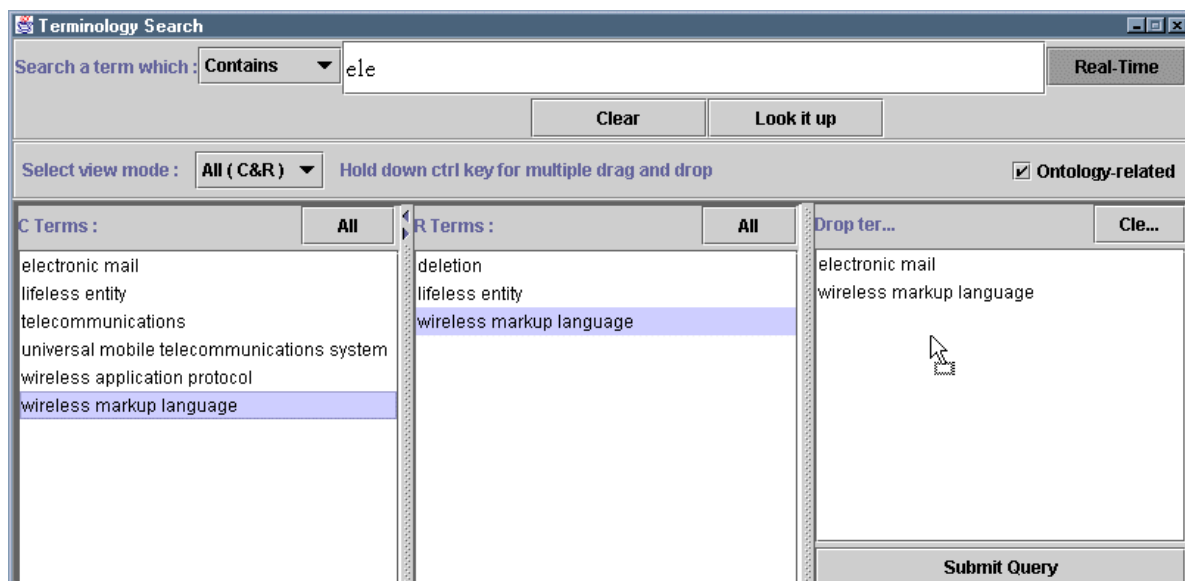 Terminology Search
Search a term which : Contains ele Real-Time
Clear Look it up
Select view mode : All ( C&R ) Hold down ctrl key for multiple drag and drop Ontology-related
C Terms : All R Terms : All Drop ter... Cle...
electronic mail
lifeless entity
telecommunications
universal mobile telecommunications system
wireless application protocol
wireless markup language
deletion
lifeless entity
wireless markup language
electronic mail
wireless markup language
Submit Query